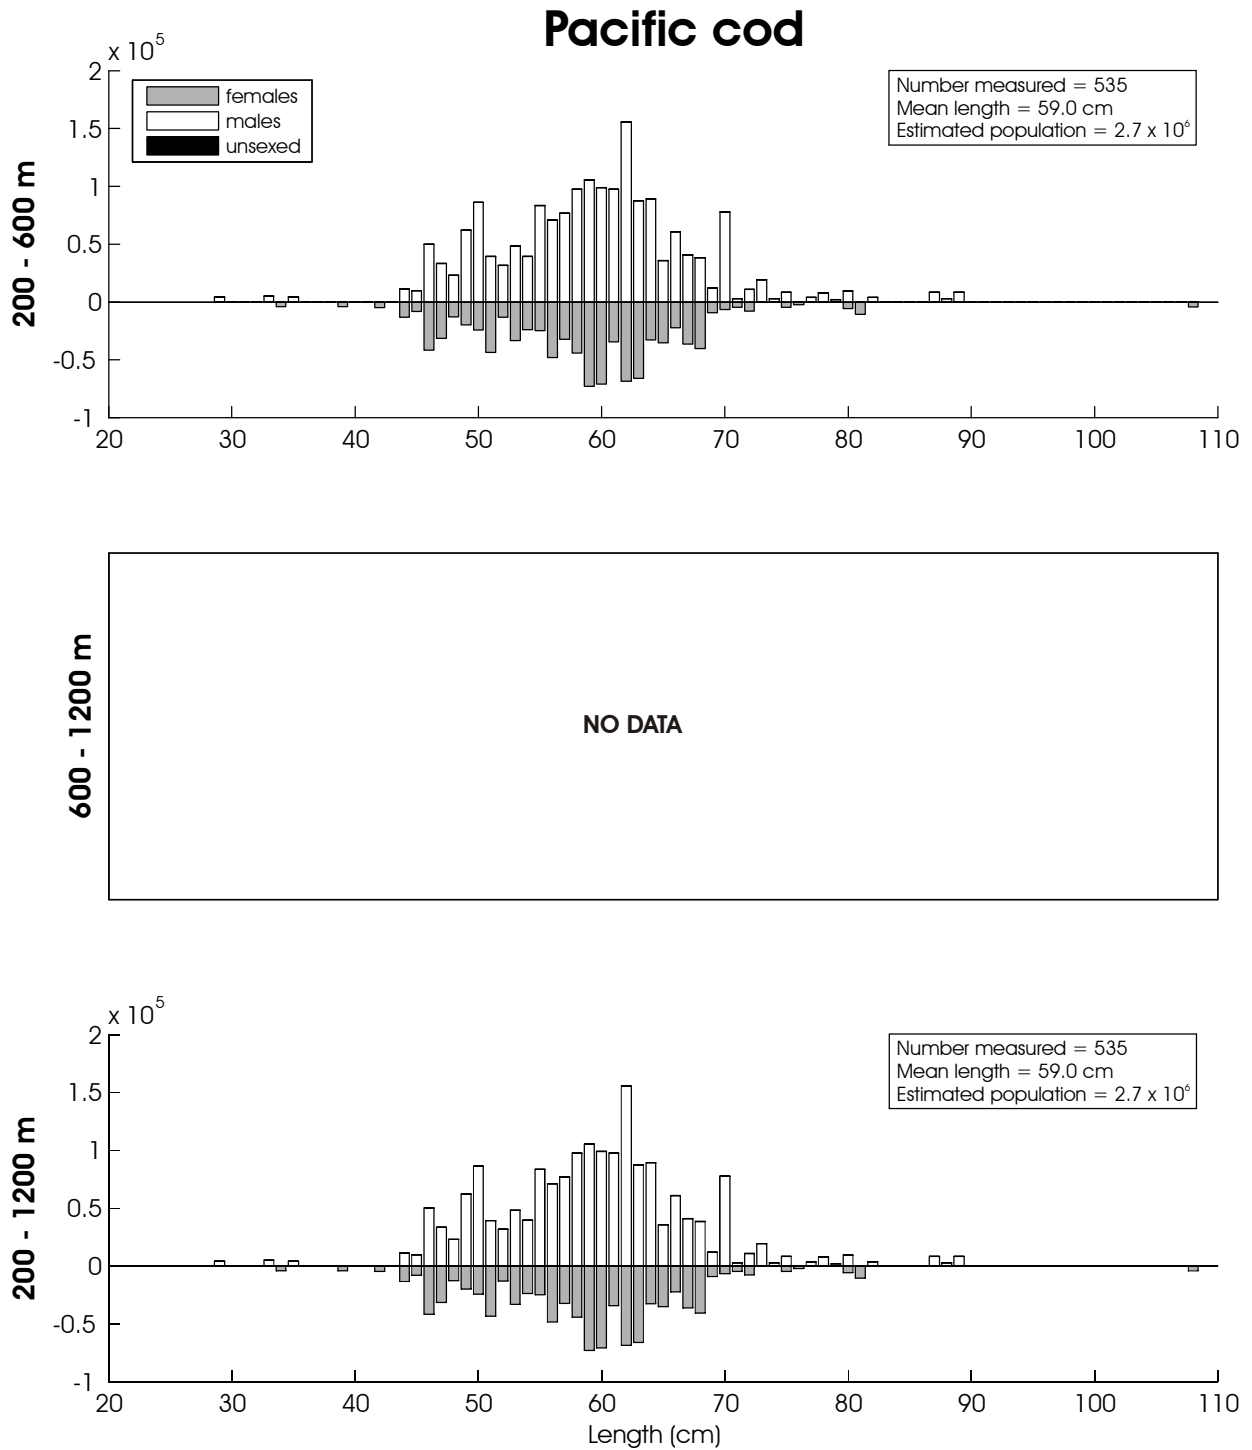 Pacific cod
x 10^5
females
males
unsexed
Number measured = 535
Mean length = 59.0 cm
Estimated population = 2.7 x 10^6
200 - 600 m
2
1.5
1
0.5
0
-0.5
-1
20 30 40 50 60 70 80 90 100 110
600 - 1200 m
NO DATA
x 10^5
Number measured = 535
Mean length = 59.0 cm
Estimated population = 2.7 x 10^6
200 - 1200 m
2
1.5
1
0.5
0
-0.5
-1
20 30 40 50 60 70 80 90 100 110
Length (cm)